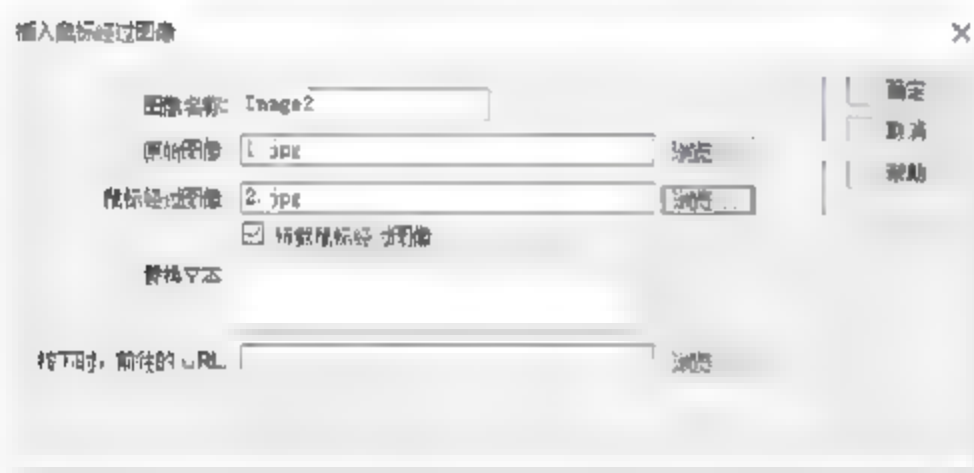 插入鼠标经过图像
图像名称: Image2
确定
原始图像 1.jpg 浏览
取消
鼠标经过图像 2.jpg 浏览...
帮助
预载鼠标经过图像
替换文本
按下时，前往的 URL 浏览